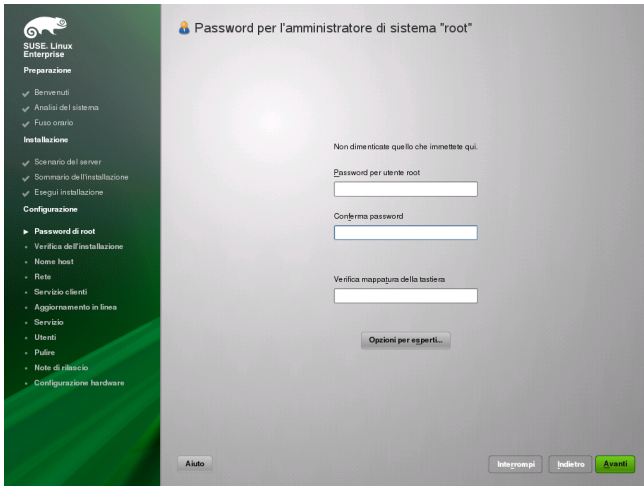 SUSE. Linux
Enterprise
Preparazione
Benvenuti
Analisi del sistema
Fuso orario
Installazione
Scenario del server
Sommario dell'installazione
Esegui installazione
Configurazione
Password di root
Verifica dell'installazione
Nome host
Rete
Servizio clienti
Aggiornamento in linea
Servizio
Utenti
Pulire
Note di rilascio
Configurazione hardware
Password per l'amministratore di sistema "root"
Non dimenticate quello che immettete qui.
Password per utente root
Conferma password
Verifica mappatura della tastiera
Opzioni per esperti...
Aiuto
Interrompi
Indietro
Avanti